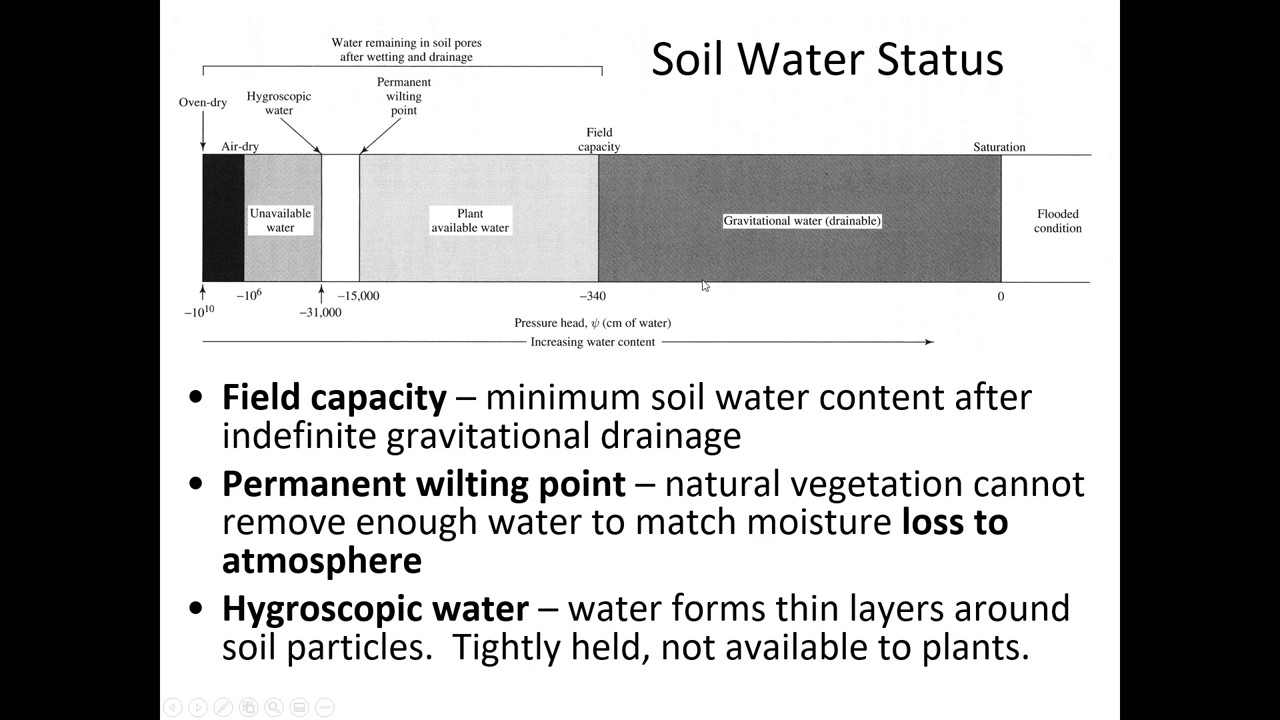 Soil Water Status
Water remaining in soil pores
after wetting and drainage
Oven-dry
Hygroscopic
water
Permanent
wilting
point
Air-dry
Field
capacity
Saturation
Unavailable
water
Plant
available water
Gravitational water (drainable)
Flooded
condition
−10¹⁰
−10⁶
−31,000
−15,000
−340
0
Pressure head, ψ (cm of water)
Increasing water content
• Field capacity – minimum soil water content after
indefinite gravitational drainage
• Permanent wilting point – natural vegetation cannot
remove enough water to match moisture loss to
atmosphere
• Hygroscopic water – water forms thin layers around
soil particles.  Tightly held, not available to plants.